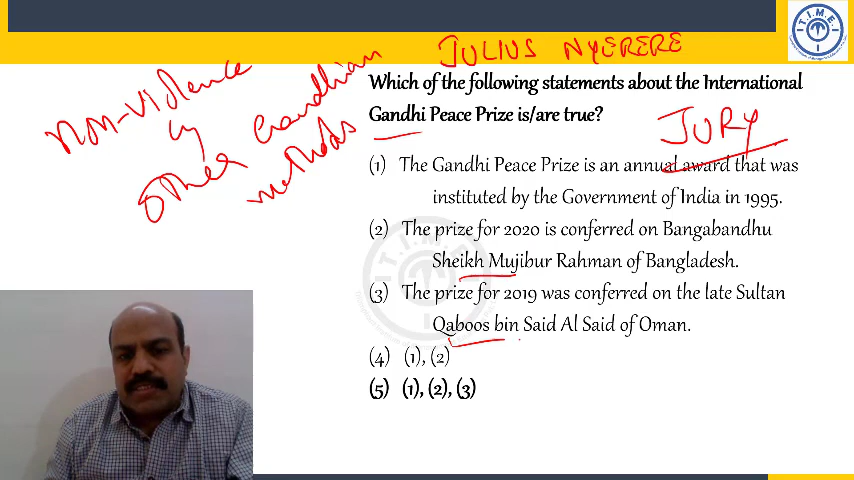 T.I.M.E.
JULIUS NYERERE
Non-violence
by
other Gandhian
methods
Which of the following statements about the International
Gandhi Peace Prize is/are true?
JURY
(1) The Gandhi Peace Prize is an annual award that was
instituted by the Government of India in 1995.
(2) The prize for 2020 is conferred on Bangabandhu
Sheikh Mujibur Rahman of Bangladesh.
(3) The prize for 2019 was conferred on the late Sultan
Qaboos bin Said Al Said of Oman.
(4) (1), (2)
(5) (1), (2), (3)
T.I.M.E.